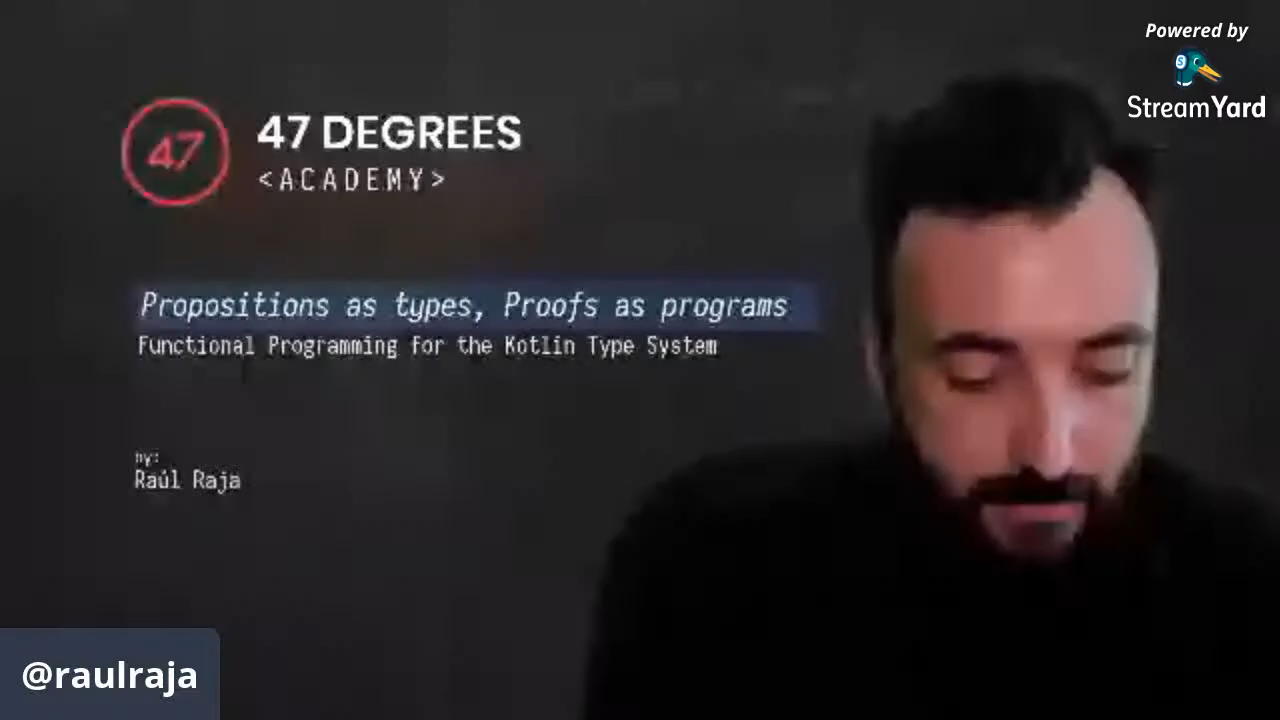 Powered by
StreamYard
47
47 DEGREES
<ACADEMY>
Propositions as types, Proofs as programs
Functional Programming for the Kotlin Type System
by:
Raúl Raja
@raulraja